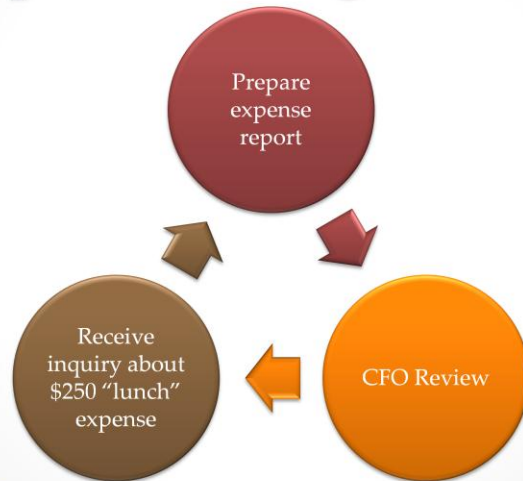 Prepare
expense
report
CFO Review
Receive
inquiry about
$250 “lunch”
expense